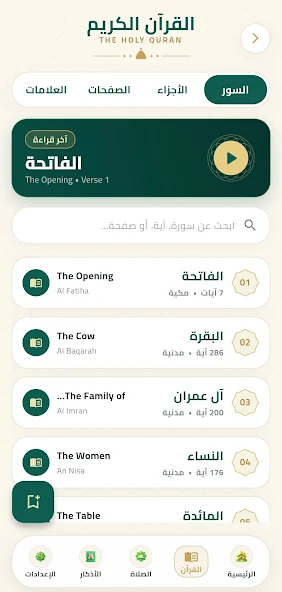 القرآن الكريم
THE HOLY QURAN
السور
الأجزاء
الصفحات
العلامات
آخر قراءة
الفاتحة
The Opening • Verse 1
ابحث عن سورة، آية، أو صفحة...
01
الفاتحة
7 آيات • مكية
The Opening
Al Fatiha
02
البقرة
286 آية • مدنية
The Cow
Al Baqarah
03
آل عمران
200 آية • مدنية
The Family of...
Al Imran
04
النساء
176 آية • مدنية
The Women
An Nisa
05
المائدة
The Table
الرئيسية
القرآن
الصلاة
الأذكار
الإعدادات